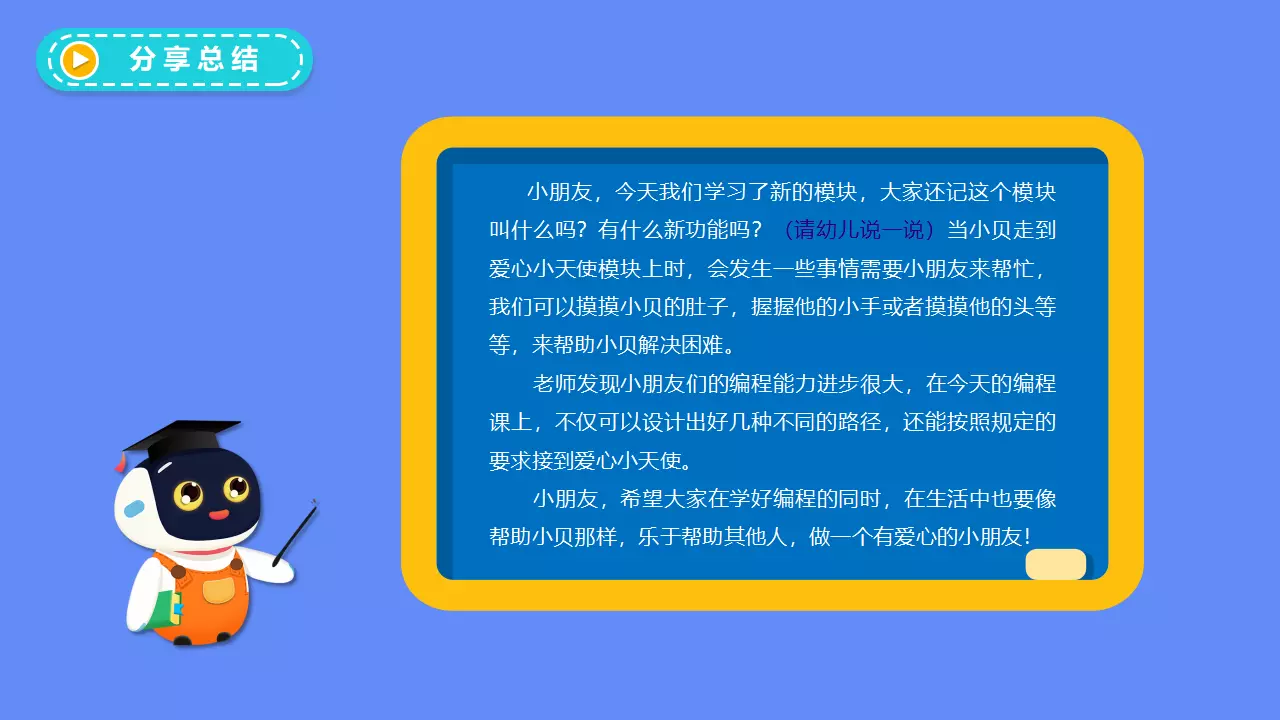 分享总结
小朋友，今天我们学习了新的模块，大家还记这个模块
叫什么吗？有什么新功能吗？（请幼儿说一说）当小贝走到
爱心小天使模块上时，会发生一些事情需要小朋友来帮忙，
我们可以摸摸小贝的肚子，握握他的小手或者摸摸他的头等
等，来帮助小贝解决困难。
老师发现小朋友们的编程能力进步很大，在今天的编程
课上，不仅可以设计出好几种不同的路径，还能按照规定的
要求接到爱心小天使。
小朋友，希望大家在学好编程的同时，在生活中也要像
帮助小贝那样，乐于帮助其他人，做一个有爱心的小朋友！